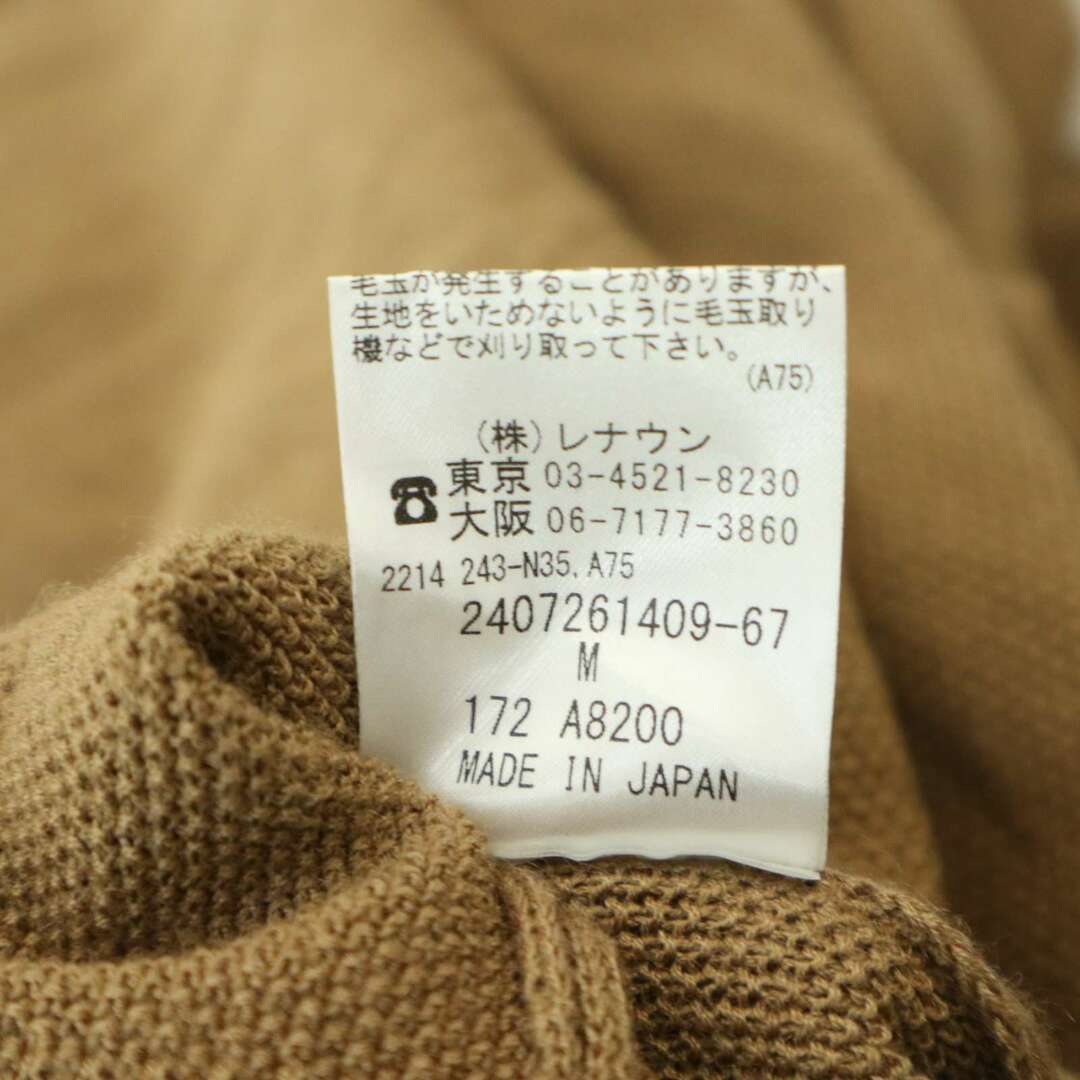 毛玉が発生することがありますが、
生地をいためないように毛玉取り
機などで刈り取って下さい。
(A75)
(株)レナウン
東京 03-4521-8230
大阪 06-7177-3860
2214 243-N35, A75
2407261409-67
M
172 A8200
MADE IN JAPAN